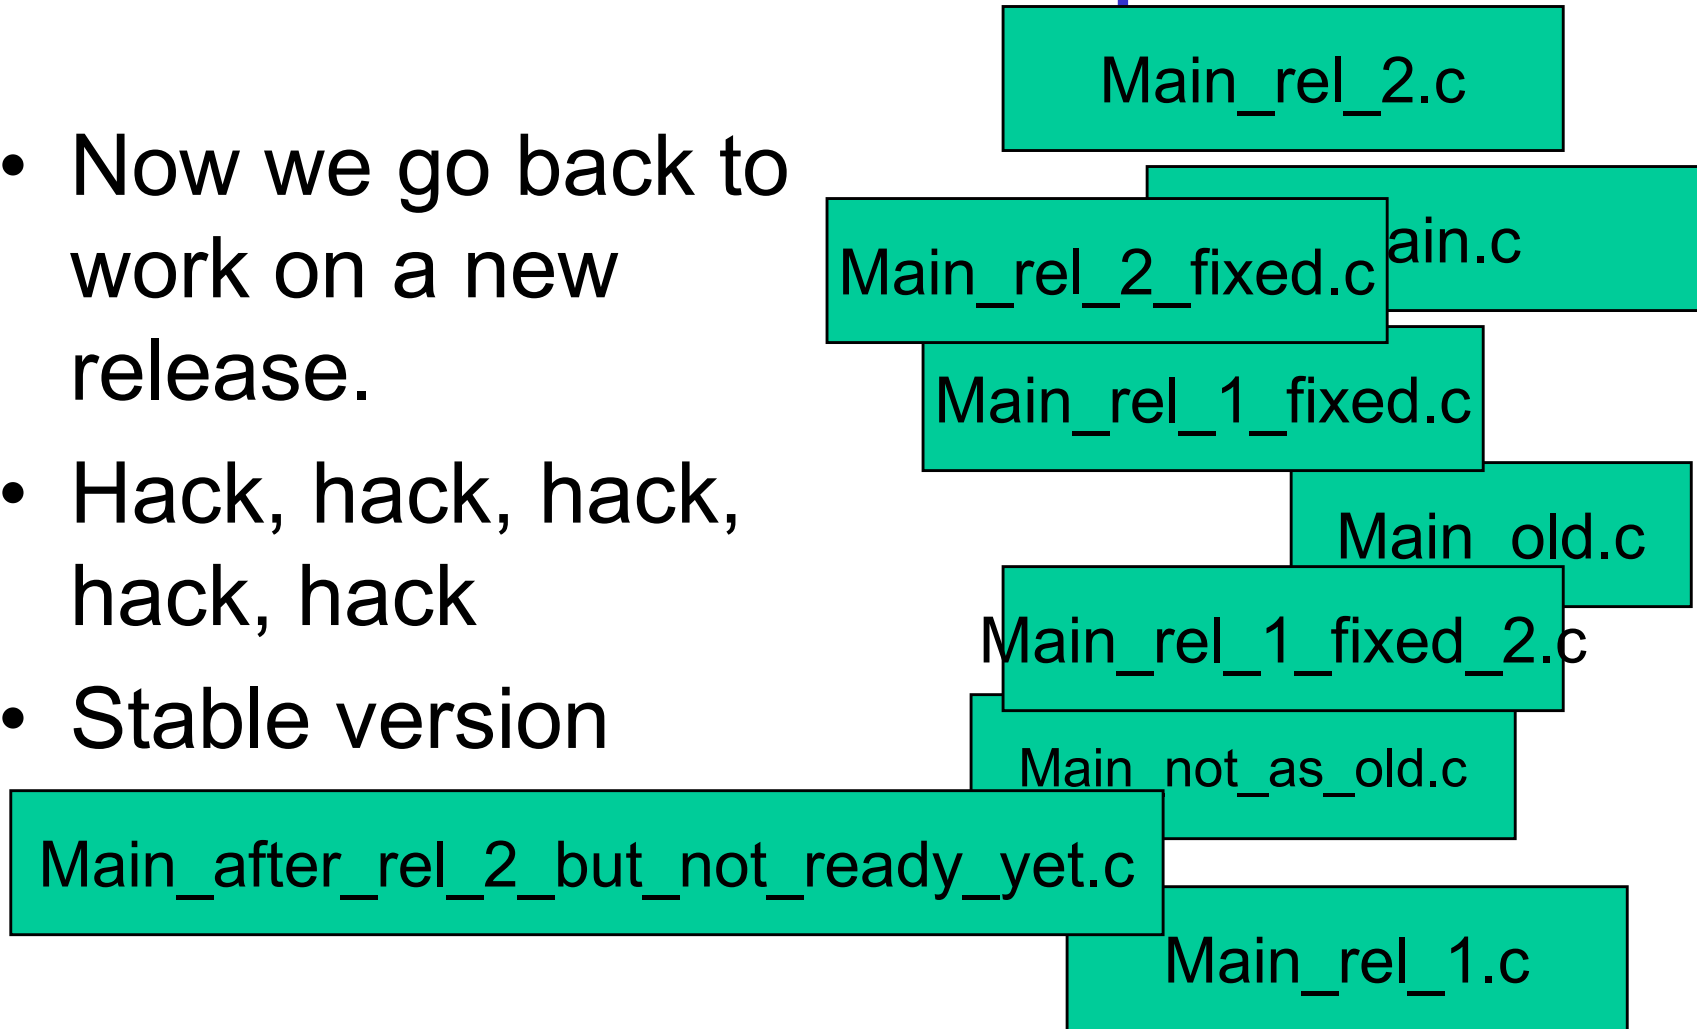 • Now we go back to
work on a new
release.
• Hack, hack, hack,
hack, hack
• Stable version
Main_rel_2.c
ain.c
Main_rel_2_fixed.c
Main_rel_1_fixed.c
Main_old.c
Main_rel_1_fixed_2.c
Main_not_as_old.c
Main_after_rel_2_but_not_ready_yet.c
Main_rel_1.c